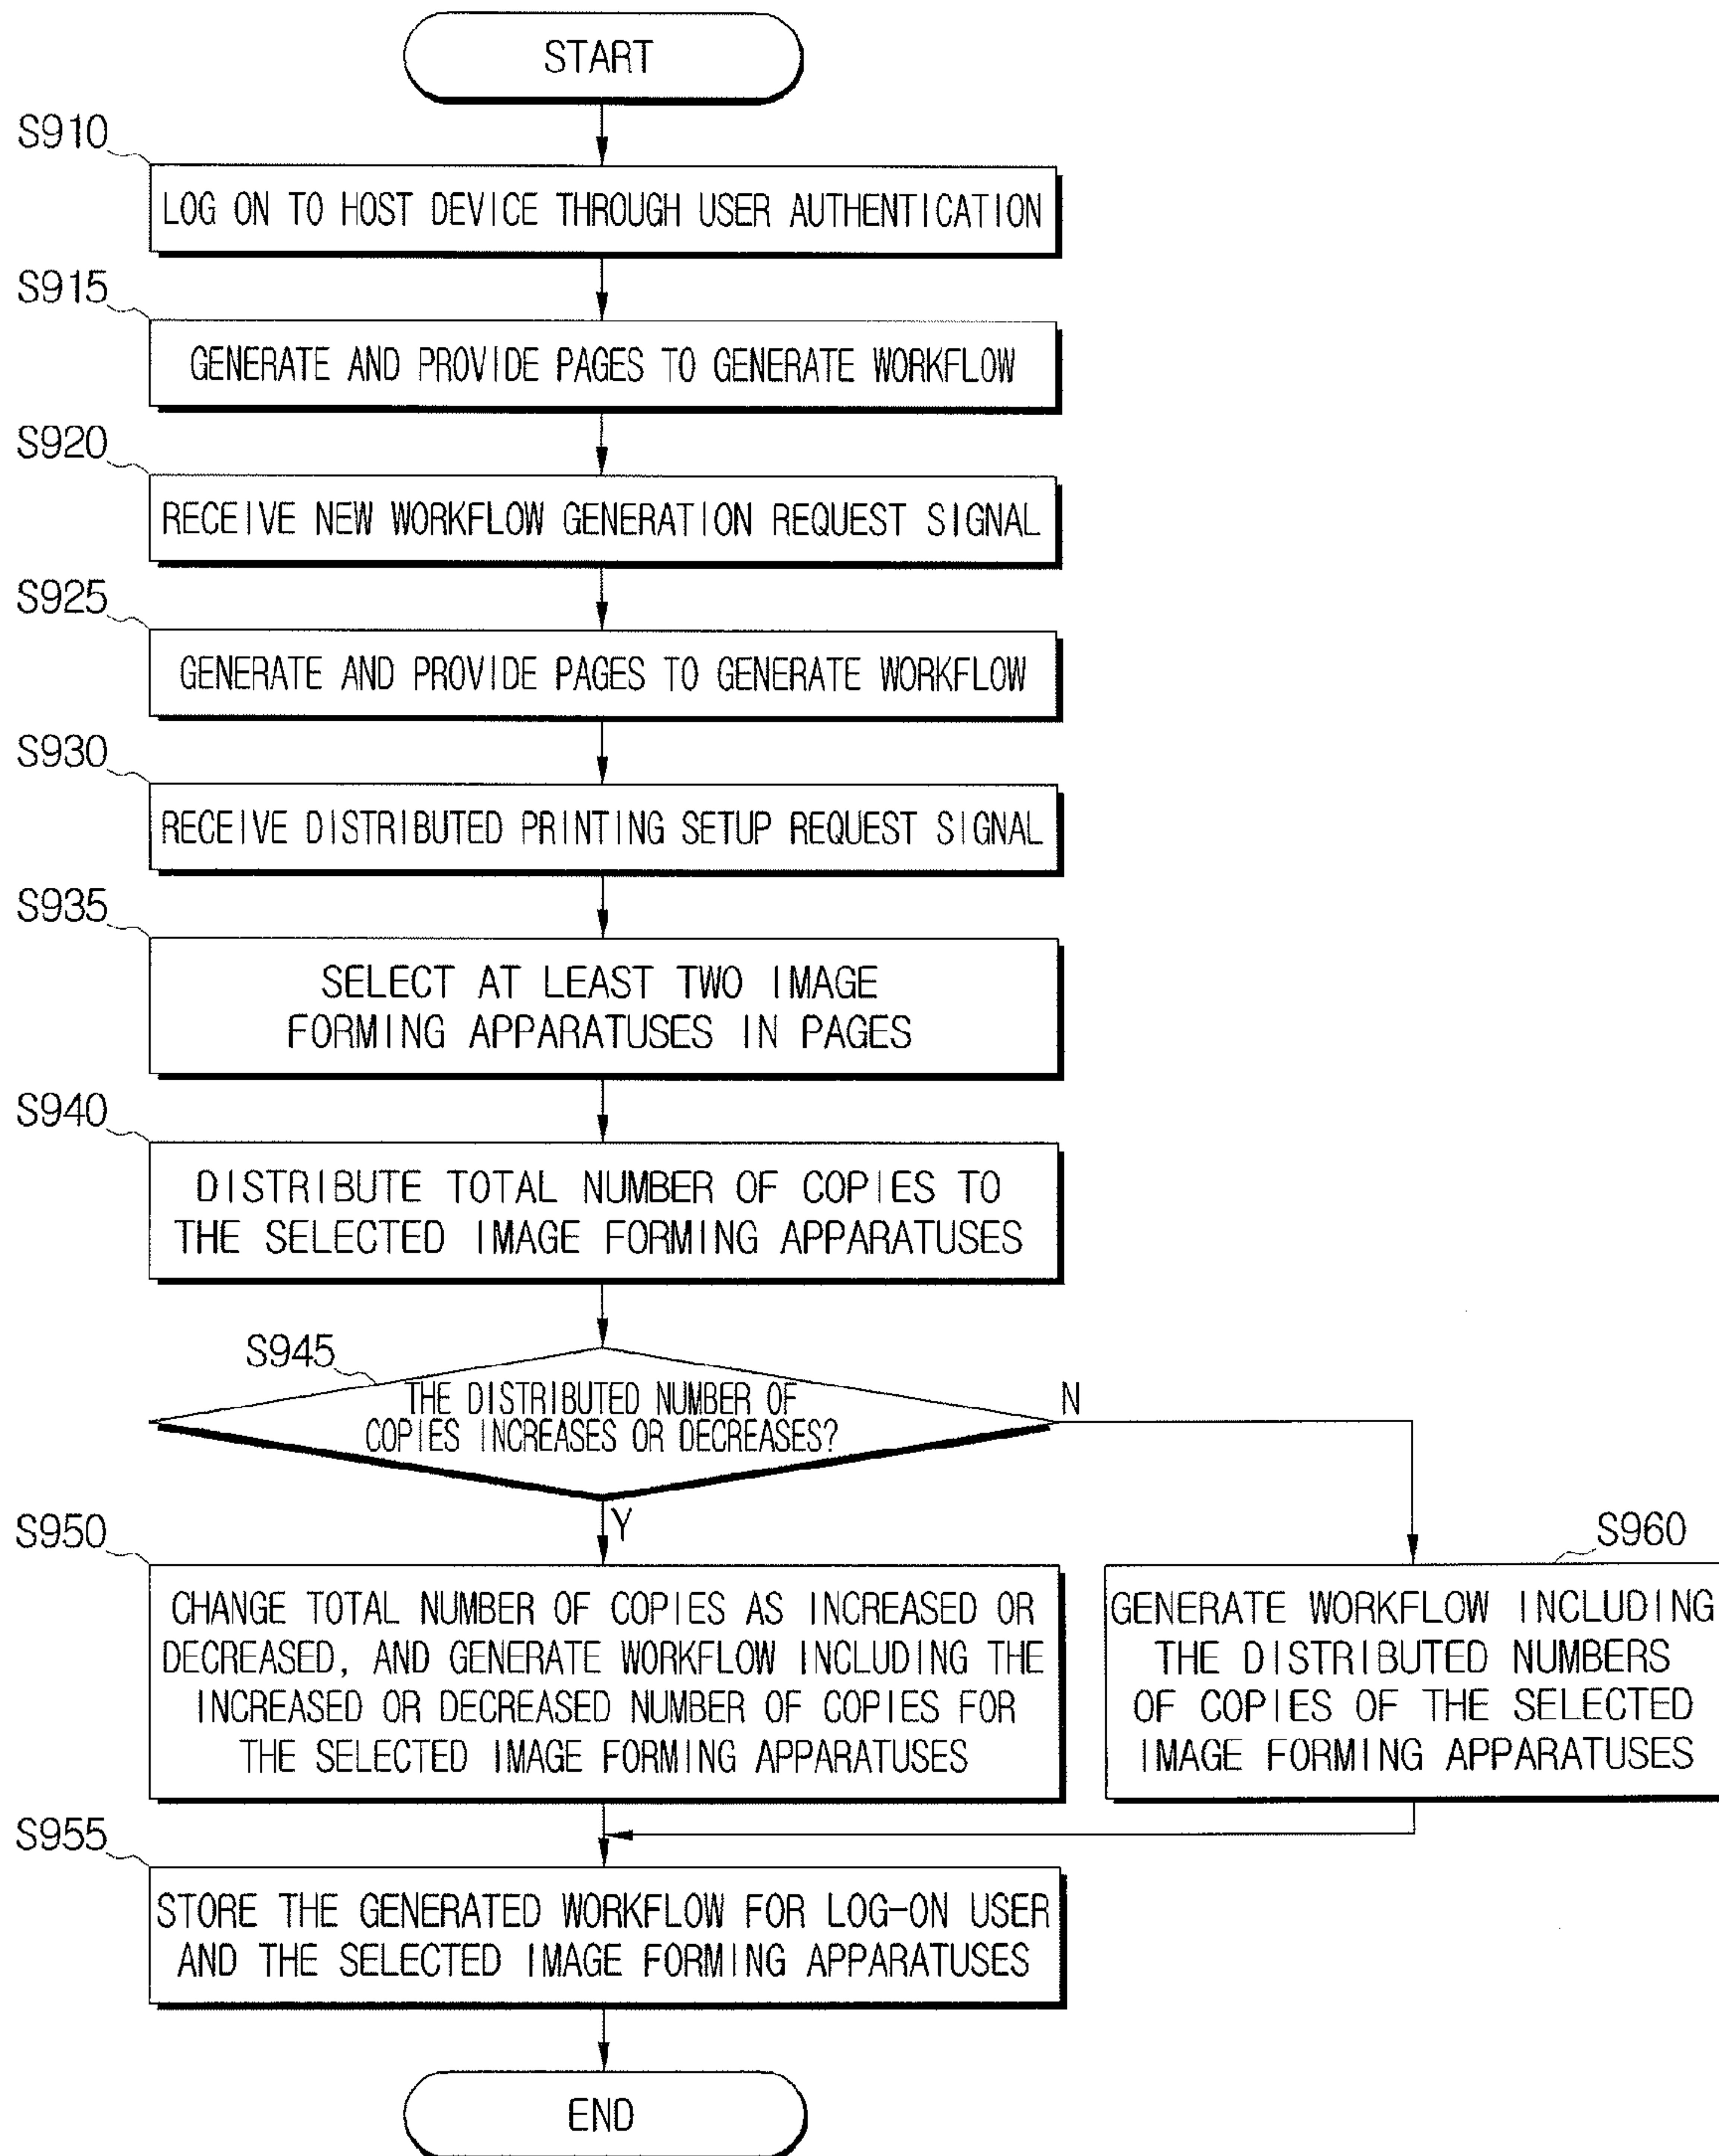 START
S910
LOG ON TO HOST DEVICE THROUGH USER AUTHENTICATION
S915
GENERATE AND PROVIDE PAGES TO GENERATE WORKFLOW
S920
RECEIVE NEW WORKFLOW GENERATION REQUEST SIGNAL
S925
GENERATE AND PROVIDE PAGES TO GENERATE WORKFLOW
S930
RECEIVE DISTRIBUTED PRINTING SETUP REQUEST SIGNAL
S935
SELECT AT LEAST TWO IMAGE
FORMING APPARATUSES IN PAGES
S940
DISTRIBUTE TOTAL NUMBER OF COPIES TO
THE SELECTED IMAGE FORMING APPARATUSES
S945
THE DISTRIBUTED NUMBER OF
COPIES INCREASES OR DECREASES?
N
Y
S950
CHANGE TOTAL NUMBER OF COPIES AS INCREASED OR
DECREASED, AND GENERATE WORKFLOW INCLUDING THE
INCREASED OR DECREASED NUMBER OF COPIES FOR
THE SELECTED IMAGE FORMING APPARATUSES
S960
GENERATE WORKFLOW INCLUDING
THE DISTRIBUTED NUMBERS
OF COPIES OF THE SELECTED
IMAGE FORMING APPARATUSES
S955
STORE THE GENERATED WORKFLOW FOR LOG-ON USER
AND THE SELECTED IMAGE FORMING APPARATUSES
END